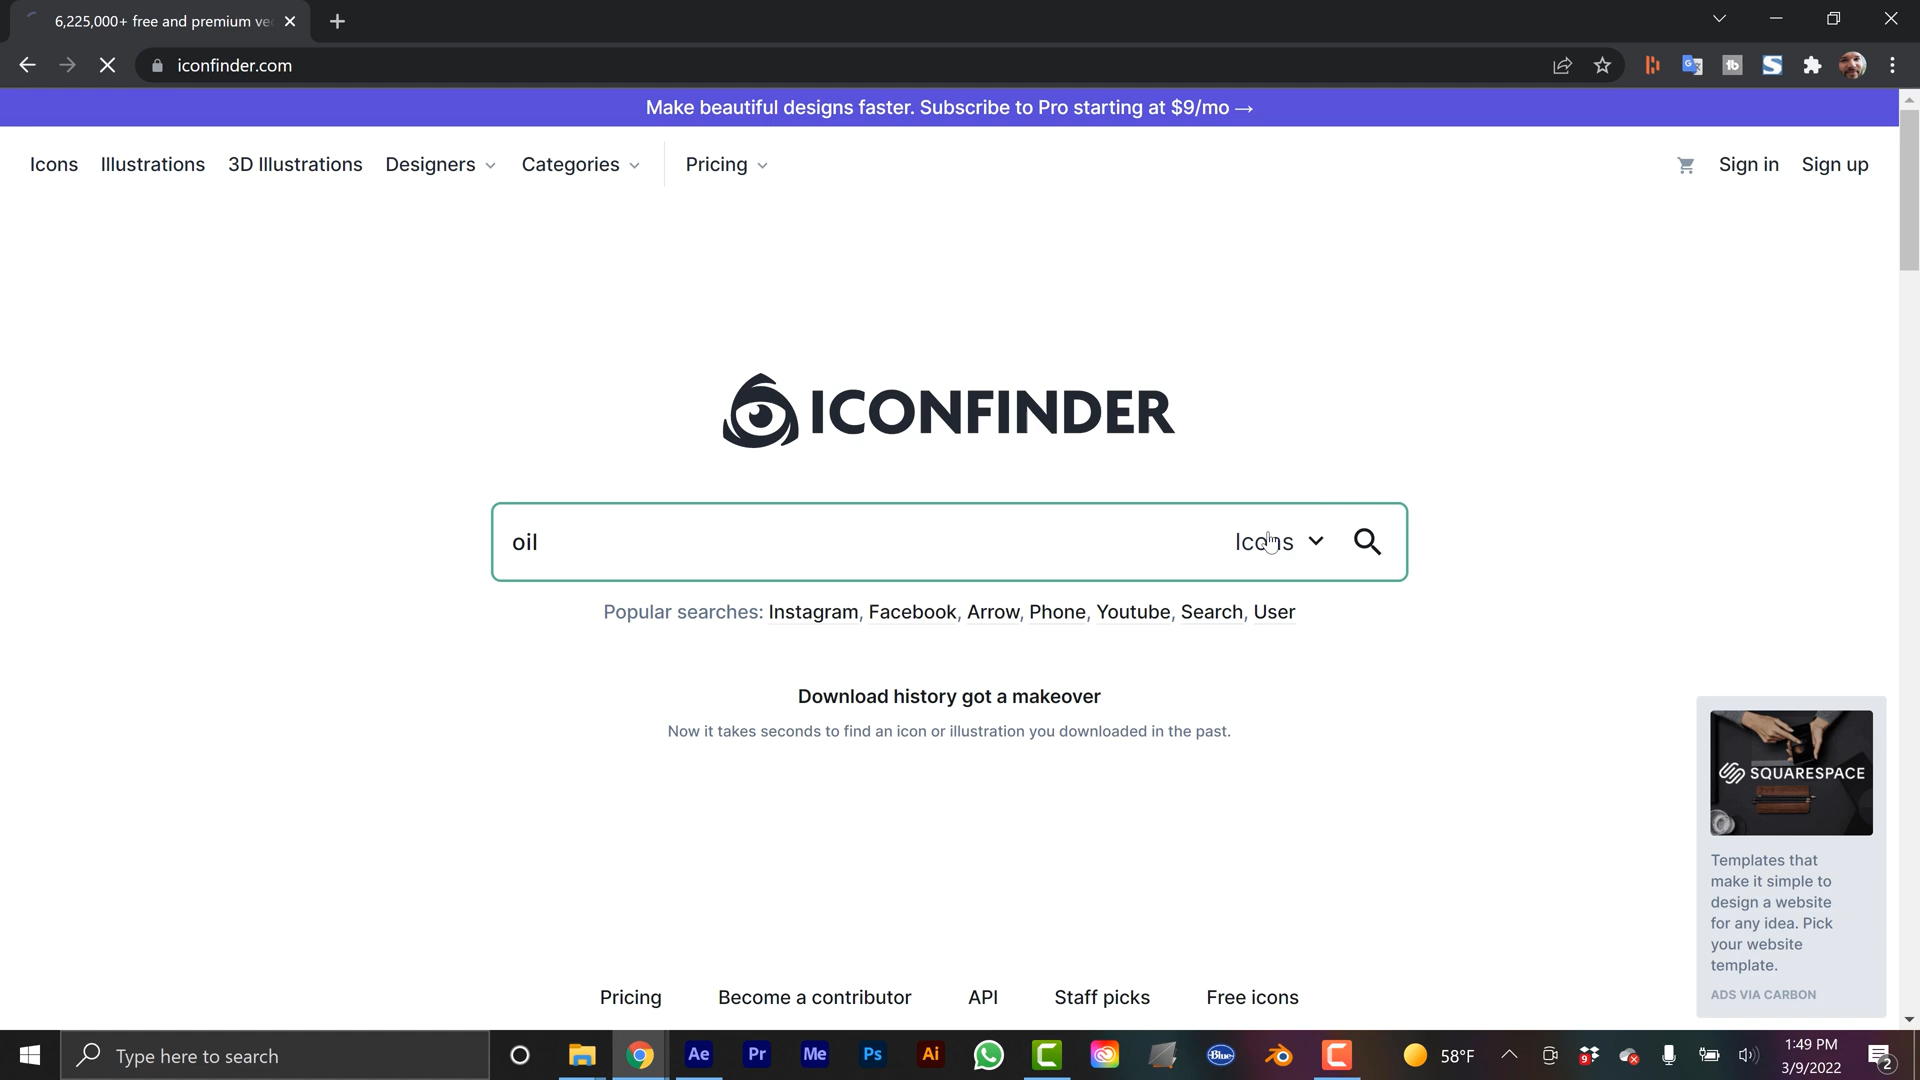 6,225,000+ free and premium ve
iconfinder.com
Make beautiful designs faster. Subscribe to Pro starting at $9/mo →
Icons Illustrations 3D Illustrations Designers Categories Pricing Sign in Sign up
ICONFINDER
oil Icons
Popular searches: Instagram, Facebook, Arrow, Phone, Youtube, Search, User
Download history got a makeover
Now it takes seconds to find an icon or illustration you downloaded in the past.
SQUARESPACE
Templates that
make it simple to
design a website
for any idea. Pick
your website
template.
ADS VIA CARBON
Pricing Become a contributor API Staff picks Free icons
Type here to search
Ae Pr Me Ps Ai Blue 58°F 9 1:49 PM
3/9/2022 2